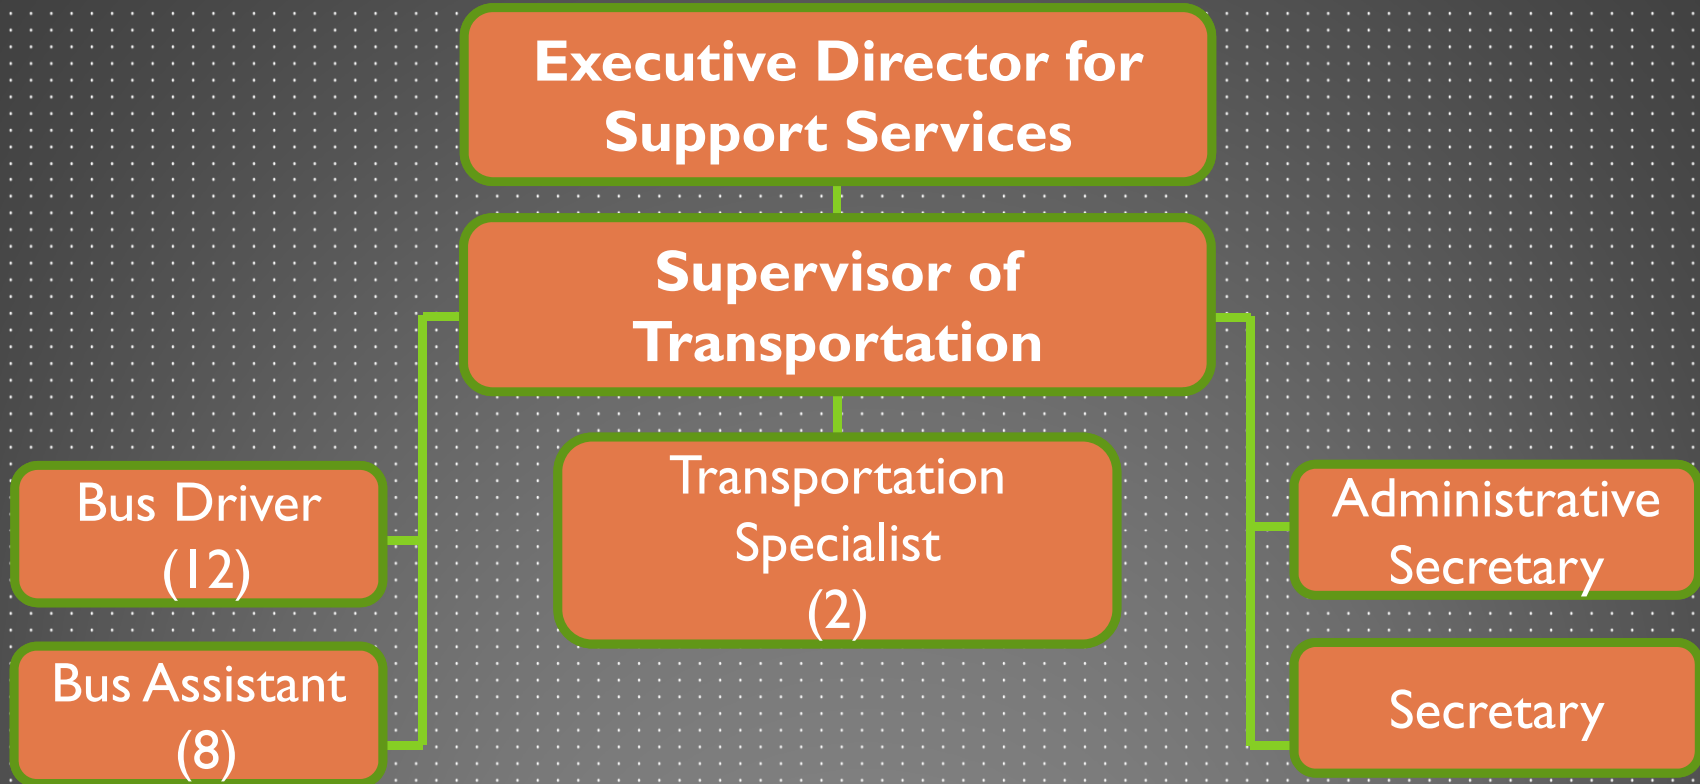 Executive Director for
Support Services
Supervisor of
Transportation
Transportation
Specialist
(2)
Bus Driver
(12)
Bus Assistant
(8)
Administrative
Secretary
Secretary